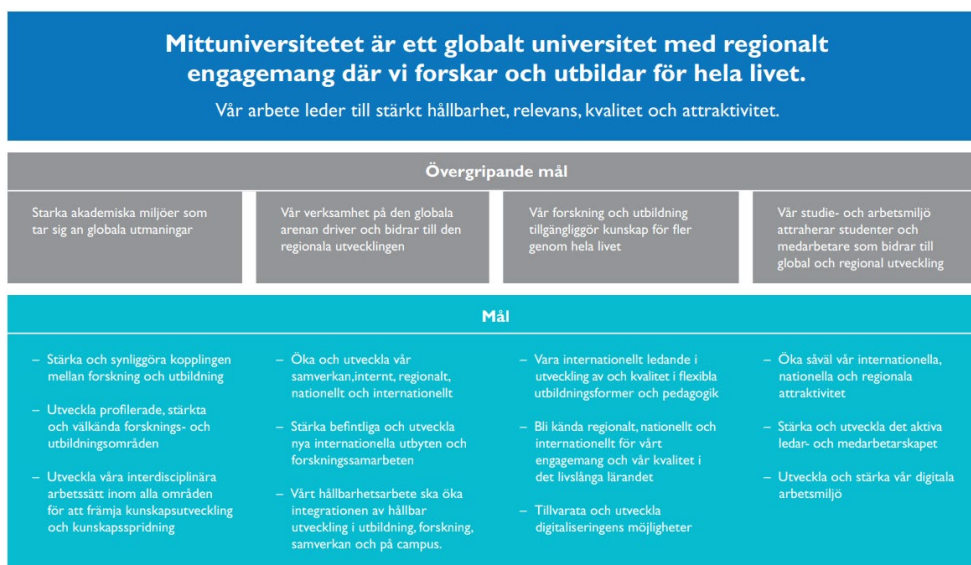 Mittuniversitetet är ett globalt universitet med regionalt
engagemang där vi forskar och utbildar för hela livet.
Vår arbete leder till stärkt hållbarhet, relevans, kvalitet och attraktivitet.
Övergripande mål
Starka akademiska miljöer som
tar sig an globala utmaningar
Vår verksamhet på den globala
arenan driver och bidrar till den
regionala utvecklingen
Vår forskning och utbildning
tillgängliggör kunskap för fler
genom hela livet
Vår studie- och arbetsmiljö
attraherar studenter och
medarbetare som bidrar till
global och regional utveckling
Mål
– Stärka och synliggöra kopplingen
mellan forskning och utbildning
– Utveckla profilerade, stärkta
och välkända forsknings- och
utbildningsområden
– Utveckla våra interdisciplinära
arbetssätt inom alla områden
för att främja kunskapsutveckling
och kunskapsspridning
– Öka och utveckla vår
samverkan,internt, regionalt,
nationellt och internationellt
– Stärka befintliga och utveckla
nya internationella utbyten och
forskningssamarbeten
– Vårt hållbarhetsarbete ska öka
integrationen av hållbar
utveckling i utbildning, forskning,
samverkan och på campus.
– Vara internationellt ledande i
utveckling av och kvalitet i flexibla
utbildningsformer och pedagogik
– Bli kända regionalt, nationellt och
internationellt för vårt
engagemang och vår kvalitet i
det livslånga lärandet
– Tillvarata och utveckla
digitaliseringens möjligheter
– Öka såväl vår internationella,
nationella och regionala
attraktivitet
– Stärka och utveckla det aktiva
ledar- och medarbetarskapet
– Utveckla och stärka vår digitala
arbetsmiljö